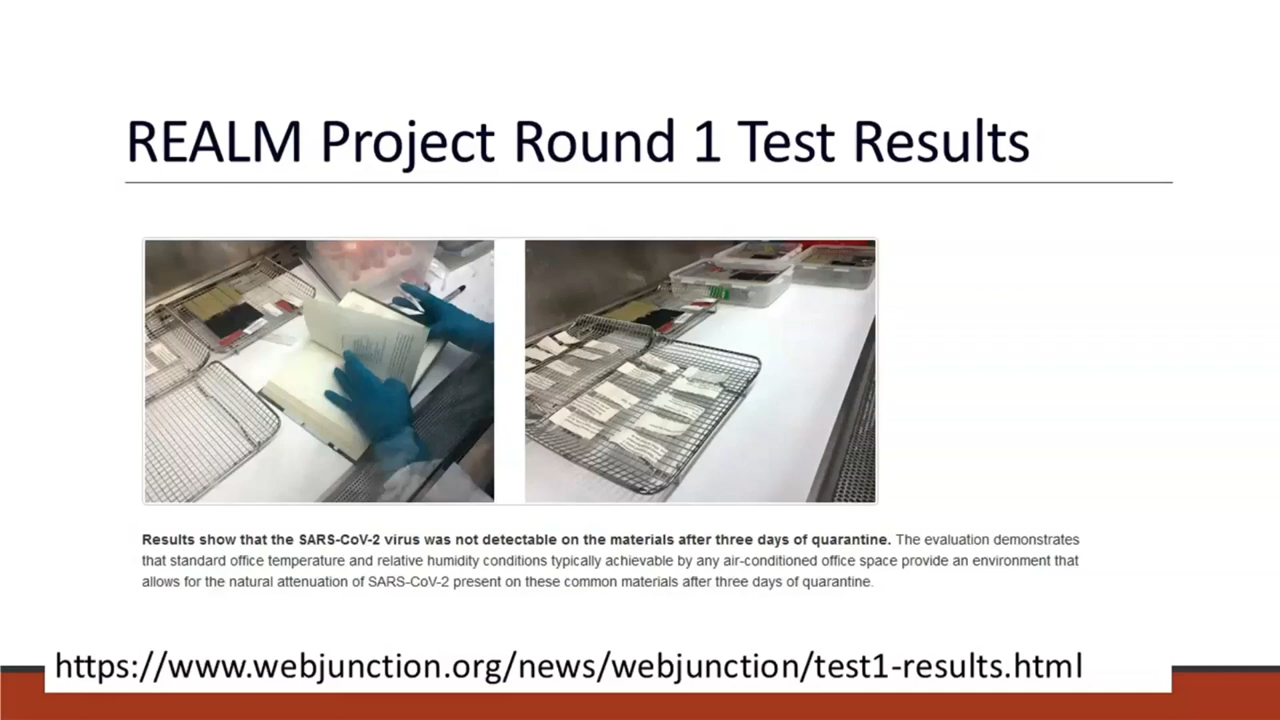 REALM Project Round 1 Test Results
Results show that the SARS-CoV-2 virus was not detectable on the materials after three days of quarantine. The evaluation demonstrates
that standard office temperature and relative humidity conditions typically achievable by any air-conditioned office space provide an environment that
allows for the natural attenuation of SARS-CoV-2 present on these common materials after three days of quarantine.
https://www.webjunction.org/news/webjunction/test1-results.html